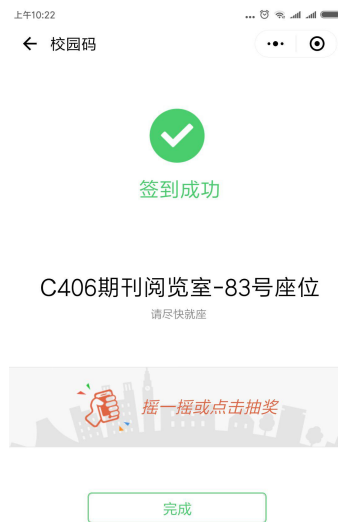 上午10:22
校园码
签到成功
C406期刊阅览室-83号座位
请尽快就座
摇一摇或点击抽奖
完成